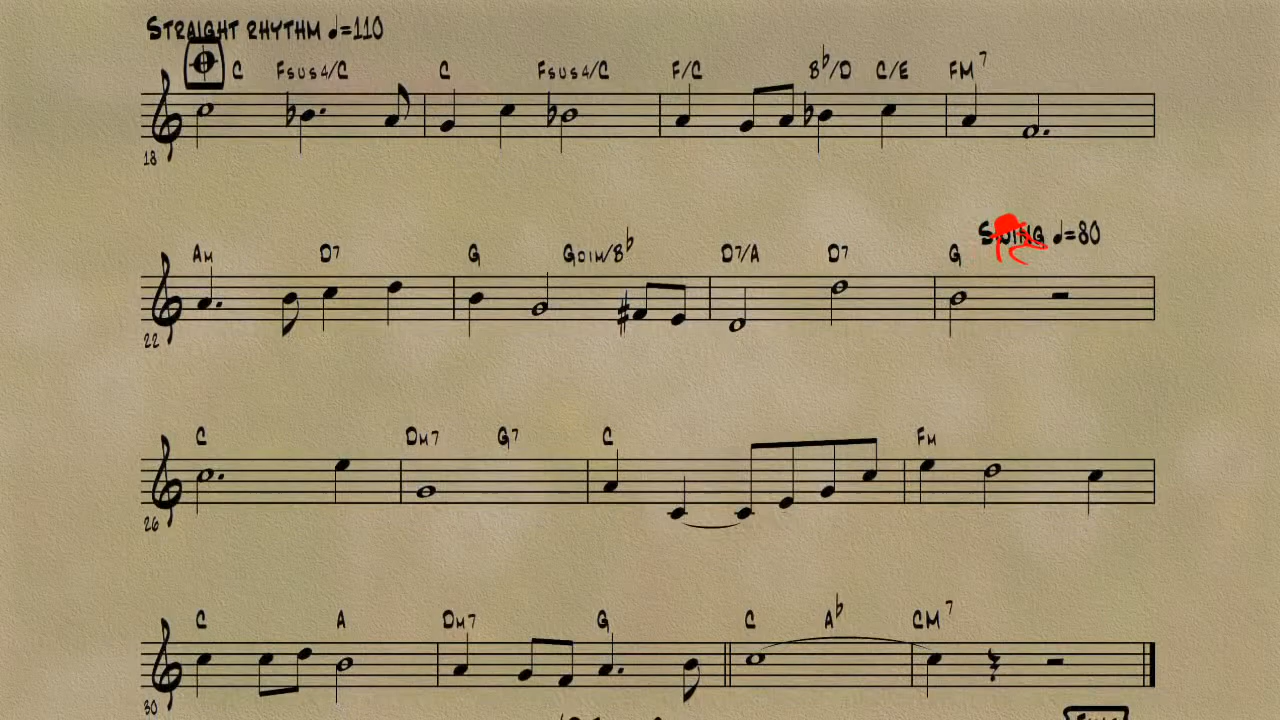 STRAIGHT RHYTHM ♩=110
C FSUS4/C C FSUS4/C F/C B♭/D C/E FM7
18
SWING ♩=80
AM D7 G GDIM/B♭ D7/A D7 G
22
C DM7 G7 C FM
26
C A DM7 G C A♭ CM7
30